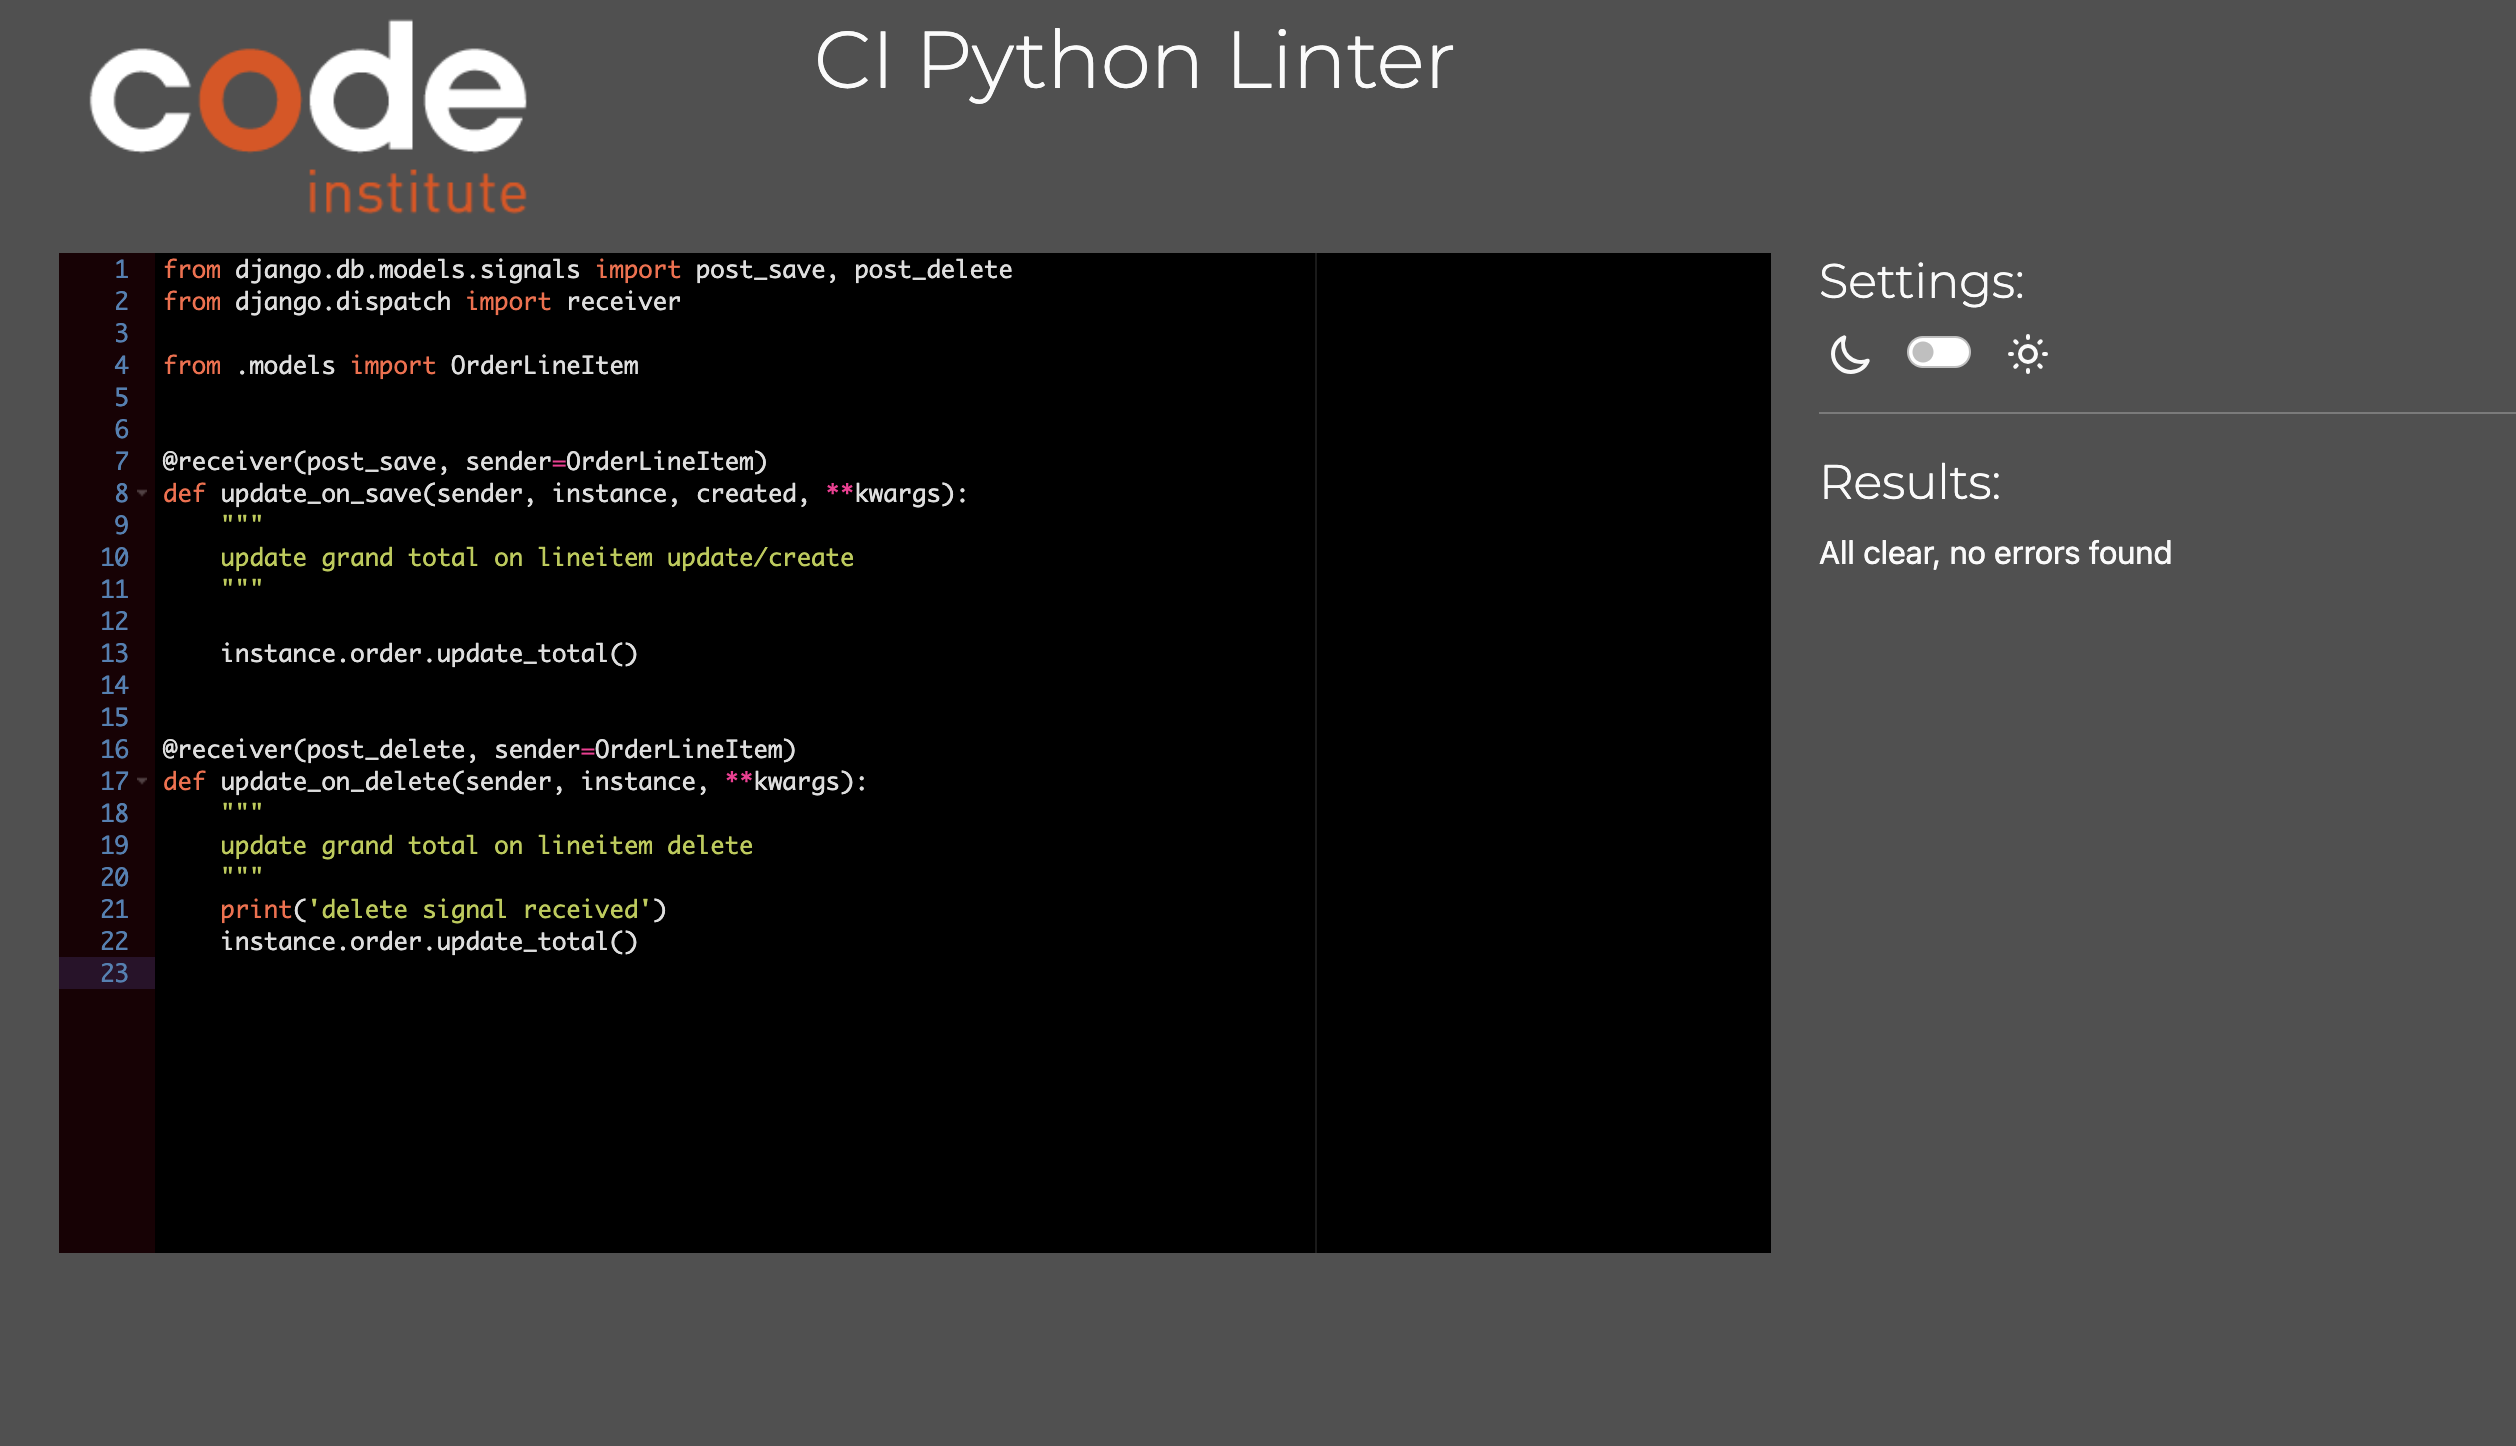 code
institute
CI Python Linter
1 from django.db.models.signals import post_save, post_delete
2 from django.dispatch import receiver
3
4 from .models import OrderLineItem
5
6
7 @receiver(post_save, sender=OrderLineItem)
8 def update_on_save(sender, instance, created, **kwargs):
9     """
10     update grand total on lineitem update/create
11     """
12
13     instance.order.update_total()
14
15
16 @receiver(post_delete, sender=OrderLineItem)
17 def update_on_delete(sender, instance, **kwargs):
18     """
19     update grand total on lineitem delete
20     """
21     print('delete signal received')
22     instance.order.update_total()
23
Settings:
Results:
All clear, no errors found